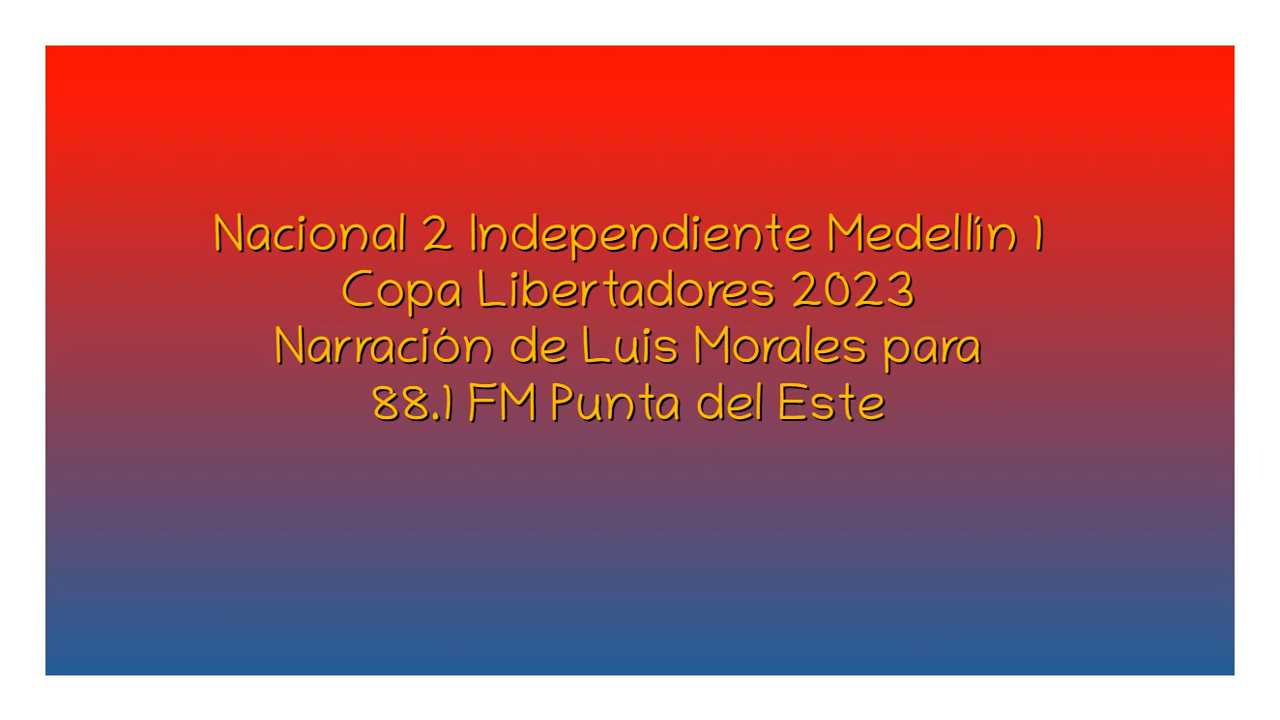 Nacional 2 Independiente Medellín 1
Copa Libertadores 2023
Narración de Luis Morales para
88.1 FM Punta del Este